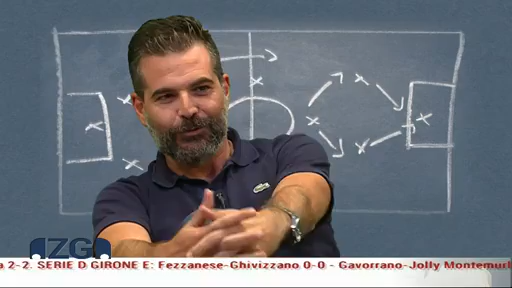 ZG
a 2-2. SERIE D GIRONE E: Fezzanese-Ghivizzano 0-0 - Gavorrano-Jolly Montemurl